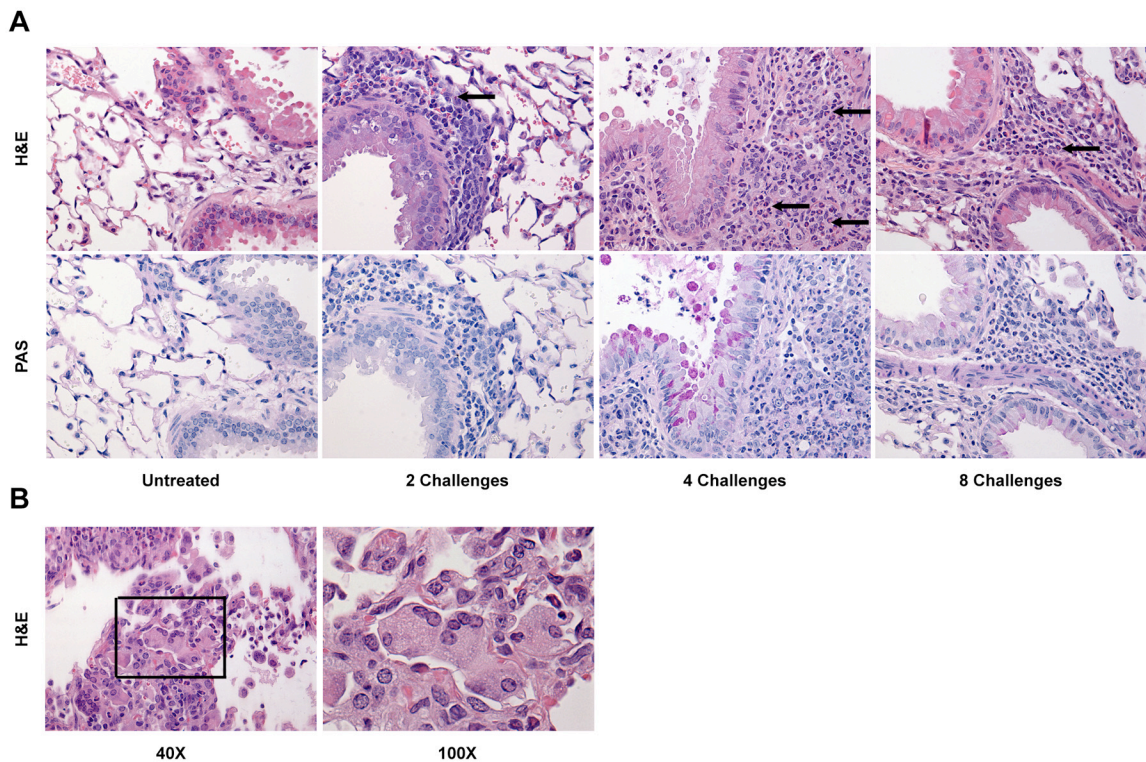 A
H&E
PAS
Untreated
2 Challenges
4 Challenges
8 Challenges
B
H&E
40X
100X